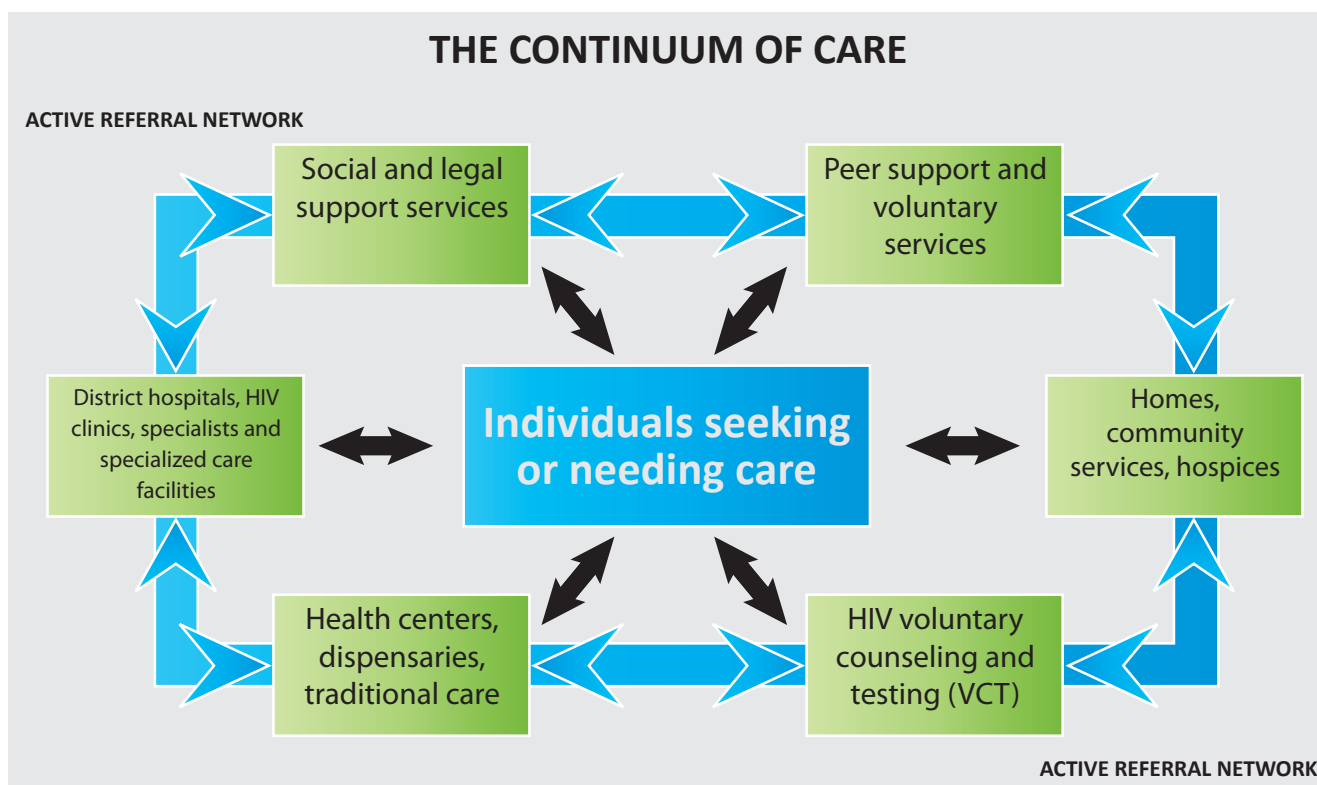 THE CONTINUUM OF CARE
ACTIVE REFERRAL NETWORK
Social and legal
support services
Peer support and
voluntary
services
District hospitals, HIV
clinics, specialists and
specialized care
facilities
Individuals seeking
or needing care
Homes,
community
services, hospices
Health centers,
dispensaries,
traditional care
HIV voluntary
counseling and
testing (VCT)
ACTIVE REFERRAL NETWORK